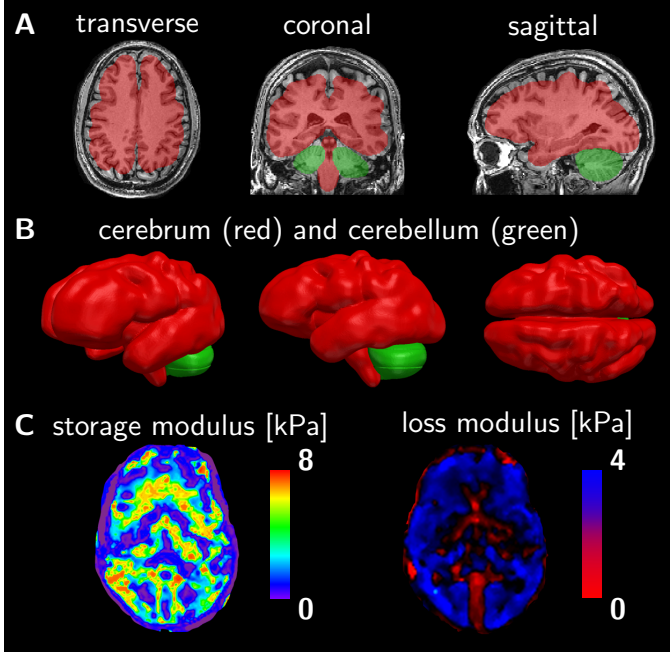 A
transverse
coronal
sagittal
B
cerebrum (red) and cerebellum (green)
C
storage modulus [kPa]
loss modulus [kPa]
8
0
4
0